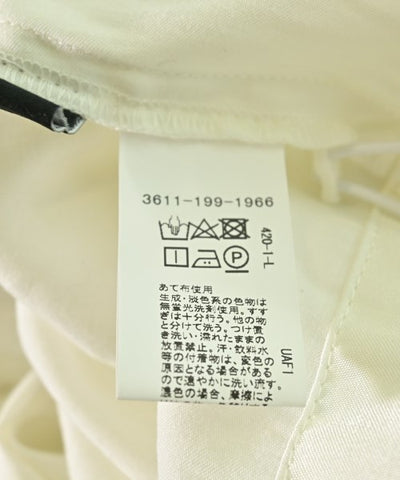 3611-199-1966
P
420-I-L
あて布使用
生成・淡色系の色物は
無蛍光洗剤使用。すす
ぎは十分行う。他の物
と分けて洗う。つけ置
き洗い・濡れたままの
放置禁止。汗・飲料水
等の付着物は、変色の
原因となる場合がある
ので速やかに洗い流す。
濃色の場合、摩擦によ
UAF1